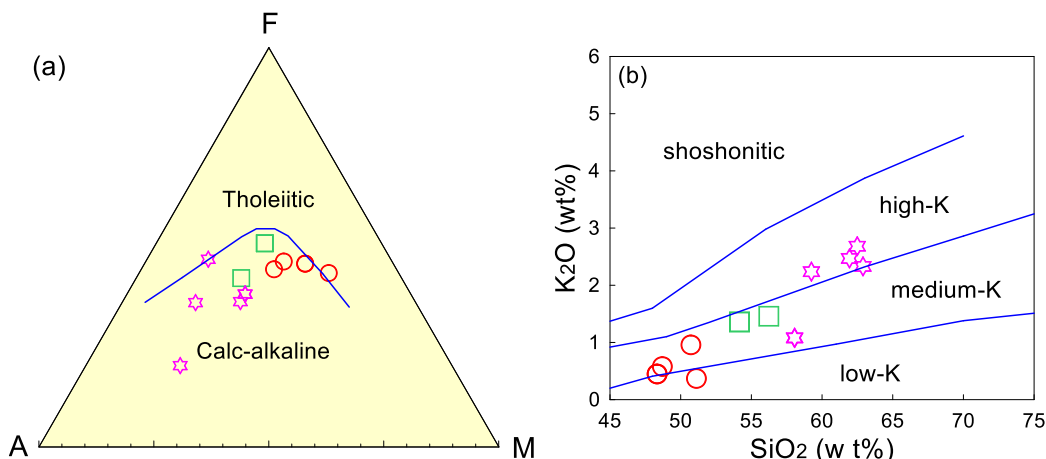 F
(a)
Tholeiitic
Calc-alkaline
A
M
(b)
6
5
4
3
2
1
0
K2O (wt%)
shoshonitic
high-K
medium-K
low-K
45
50
55
60
65
70
75
SiO2 (w t%)